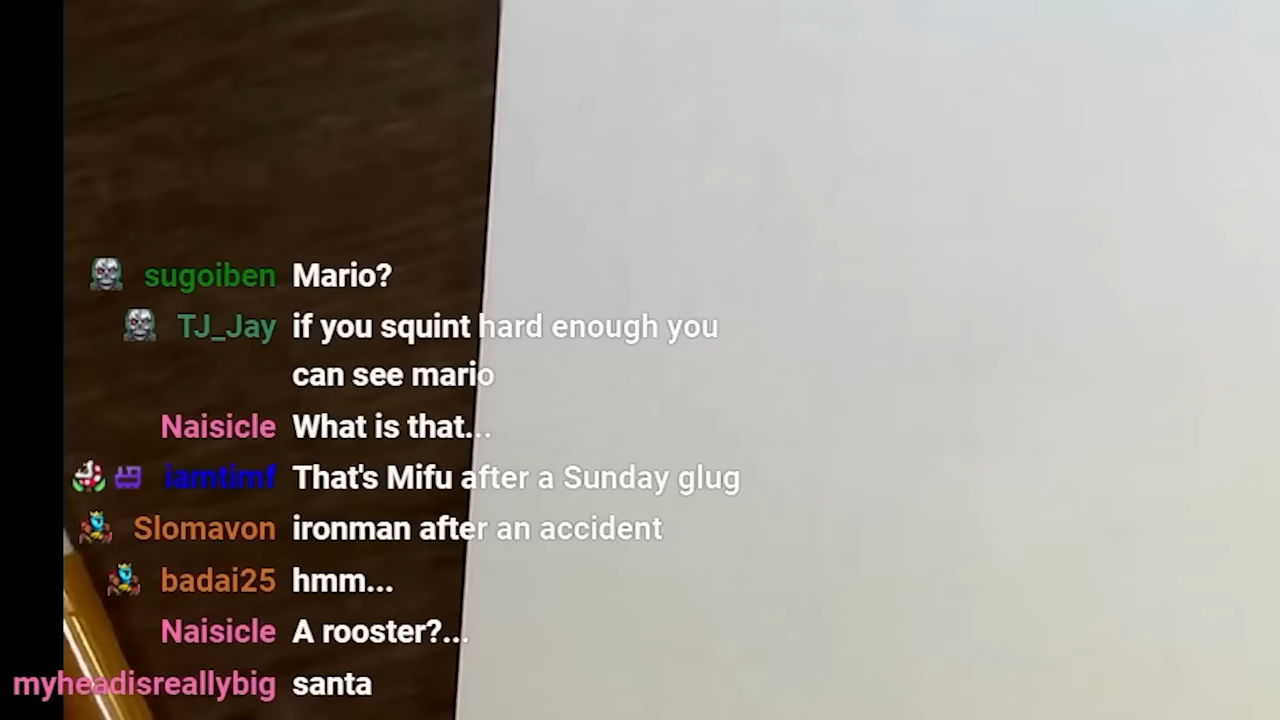 sugoiben Mario?
TJ_Jay if you squint hard enough you
can see mario
Naisicle What is that...
iamtimf That's Mifu after a Sunday glug
Slomavon ironman after an accident
badai25 hmm...
Naisicle A rooster?...
myheadisreallybig santa